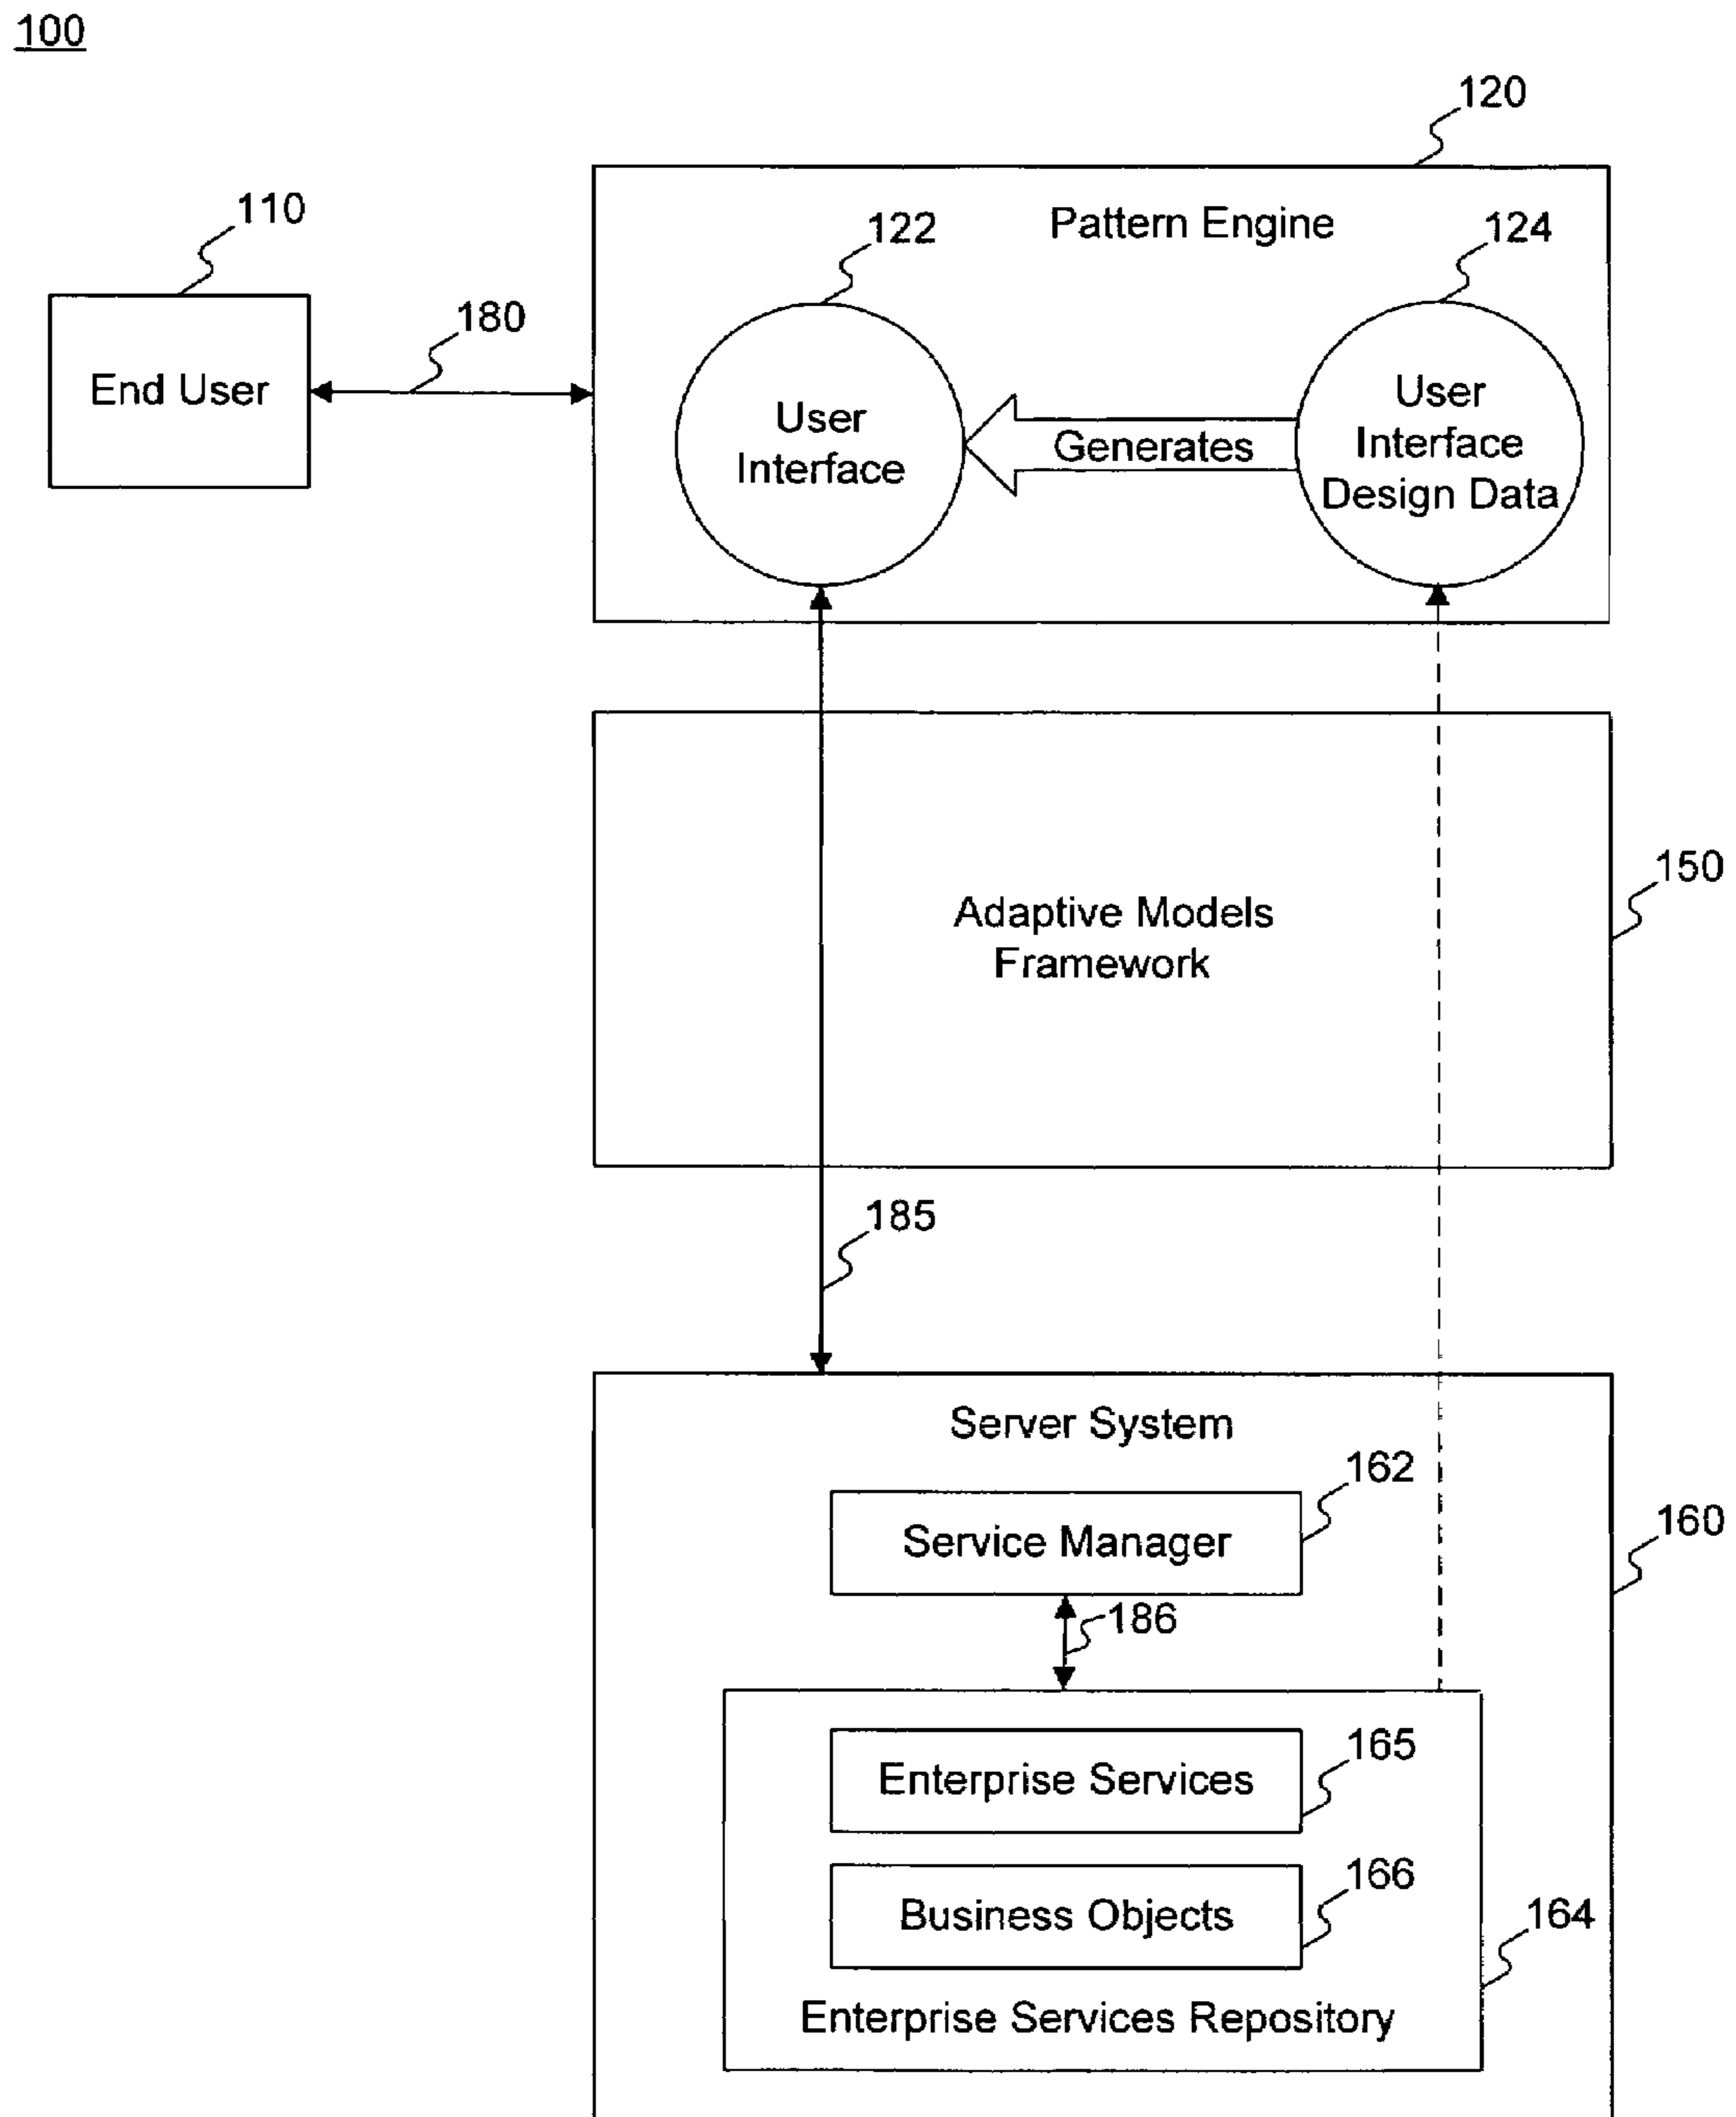 100
120
110
Pattern Engine
122
124
180
End User
User
Interface
Generates
User
Interface
Design Data
150
Adaptive Models
Framework
185
Server System
162
Service Manager
160
186
165
Enterprise Services
166
Business Objects
164
Enterprise Services Repository